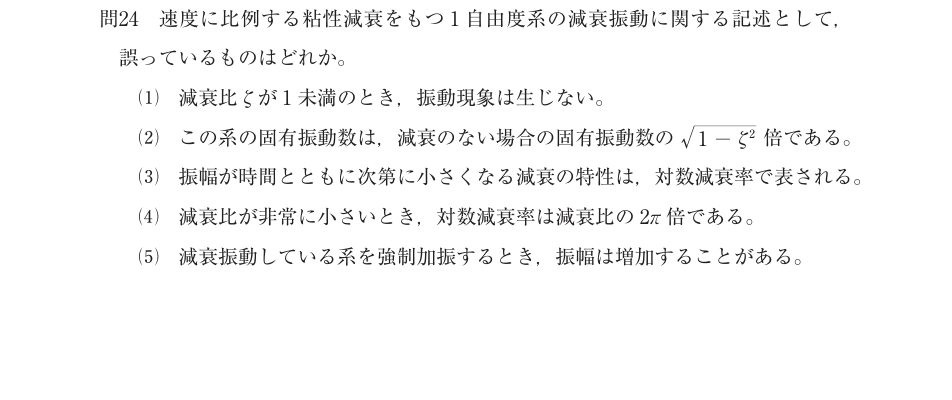 問24　速度に比例する粘性減衰をもつ1自由度系の減衰振動に関する記述として，
誤っているものはどれか。
(1)　減衰比ζが1未満のとき，振動現象は生じない。
(2)　この系の固有振動数は，減衰のない場合の固有振動数の √(1－ζ²) 倍である。
(3)　振幅が時間とともに次第に小さくなる減衰の特性は，対数減衰率で表される。
(4)　減衰比が非常に小さいとき，対数減衰率は減衰比の 2π 倍である。
(5)　減衰振動している系を強制加振するとき，振幅は増加することがある。